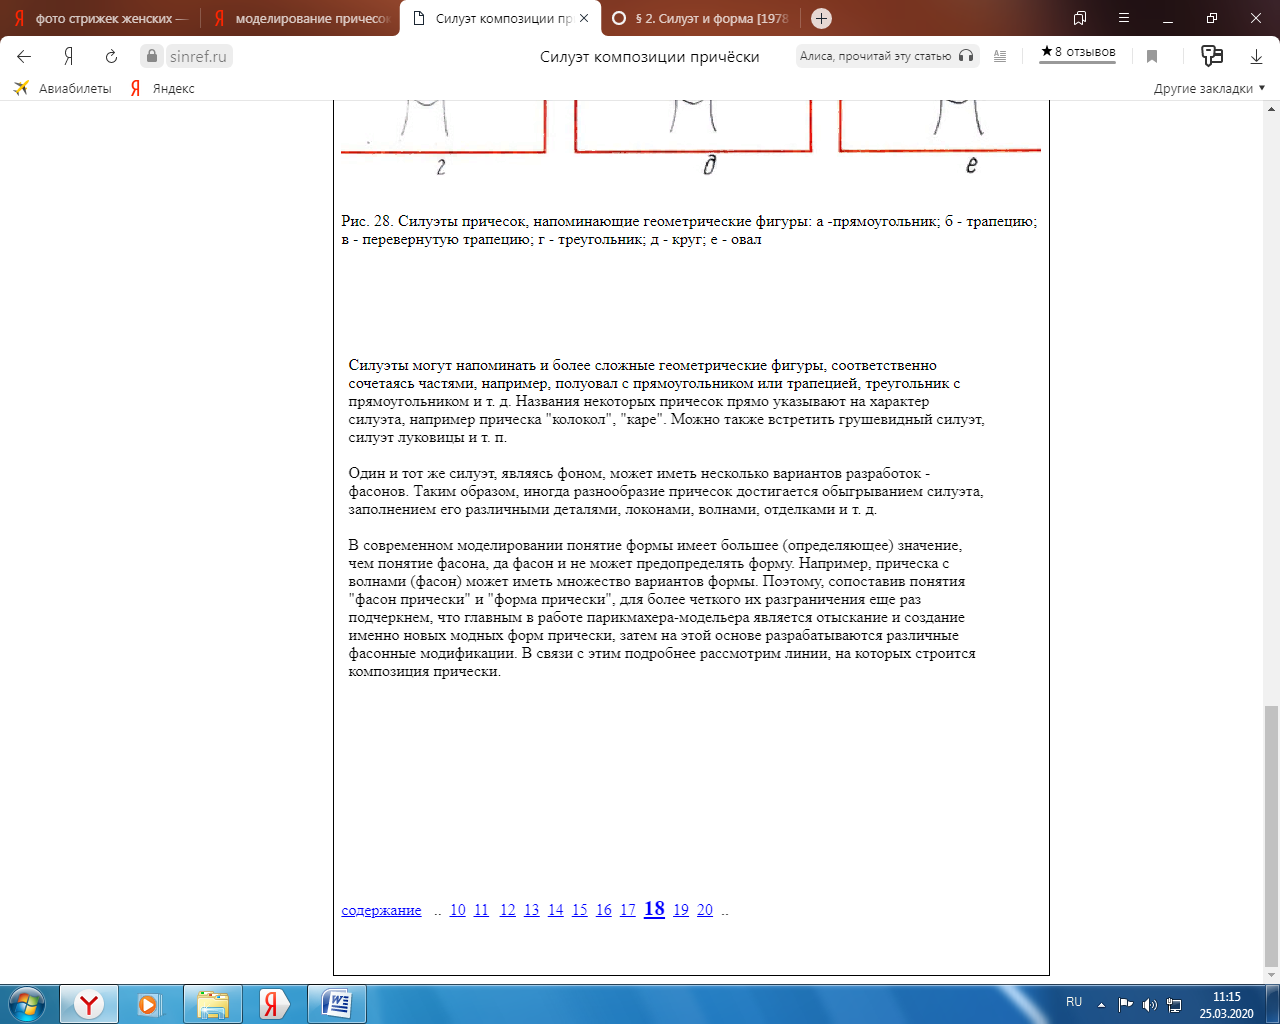 фото стрижек женских —
моделирование причесок
Силуэт композиции пр
§ 2. Силуэт и форма [1978
sinref.ru
Силуэт композиции причёски
Алиса, прочитай эту статью
★8 отзывов
Авиабилеты
Яндекс
Другие закладки
г
д
е
Рис. 28. Силуэты причесок, напоминающие геометрические фигуры: а -прямоугольник; б - трапецию;
в - перевернутую трапецию; г - треугольник; д - круг; е - овал
Силуэты могут напоминать и более сложные геометрические фигуры, соответственно
сочетаясь частями, например, полуовал с прямоугольником или трапецией, треугольник с
прямоугольником и т. д. Названия некоторых причесок прямо указывают на характер
силуэта, например прическа "колокол", "каре". Можно также встретить грушевидный силуэт,
силуэт луковицы и т. п.
Один и тот же силуэт, являясь фоном, может иметь несколько вариантов разработок -
фасонов. Таким образом, иногда разнообразие причесок достигается обыгрыванием силуэта,
заполнением его различными деталями, локонами, волнами, отделками и т. д.
В современном моделировании понятие формы имеет большее (определяющее) значение,
чем понятие фасона, да фасон и не может предопределять форму. Например, прическа с
волнами (фасон) может иметь множество вариантов формы. Поэтому, сопоставив понятия
"фасон прически" и "форма прически", для более четкого их разграничения еще раз
подчеркнем, что главным в работе парикмахера-модельера является отыскание и создание
именно новых модных форм прически, затем на этой основе разрабатываются различные
фасонные модификации. В связи с этим подробнее рассмотрим линии, на которых строится
композиция прически.
содержание .. 10 11 12 13 14 15 16 17 18 19 20 ..
RU
11:15
25.03.2020